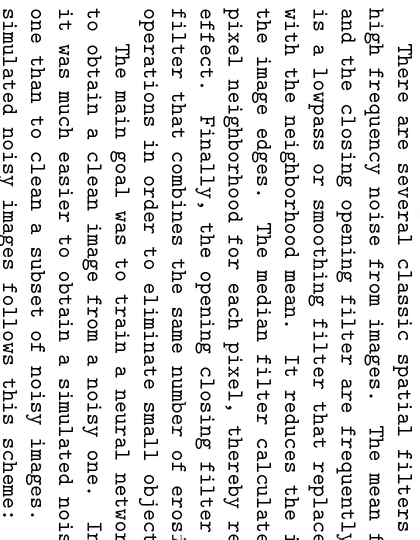 There are several classic spatial filters
high frequency noise from images. The mean f
and the closing opening filter are frequently
is a lowpass or smoothing filter that replace
with the neighborhood mean. It reduces the i
the image edges. The median filter calculate
pixel neighborhood for each pixel, thereby re
effect. Finally, the opening closing filter
filter that combines the same number of erosi
operations in order to eliminate small object
The main goal was to train a neural networ
to obtain a clean image from a noisy one. In
it was much easier to obtain a simulated nois
one than to clean a subset of noisy images.
simulated noisy images follows this scheme: